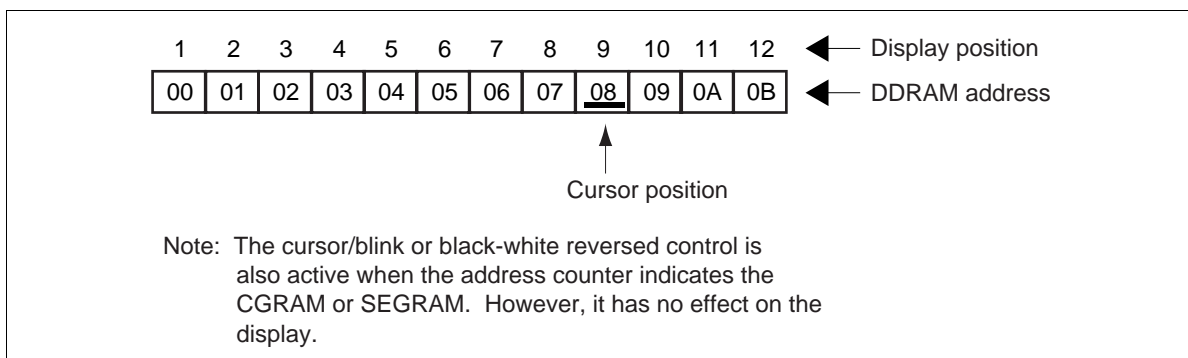 1 2 3 4 5 6 7 8 9 10 11 12 Display position
00 01 02 03 04 05 06 07 08 09 0A 0B DDRAM address
Cursor position
Note: The cursor/blink or black-white reversed control is
also active when the address counter indicates the
CGRAM or SEGRAM. However, it has no effect on the
display.